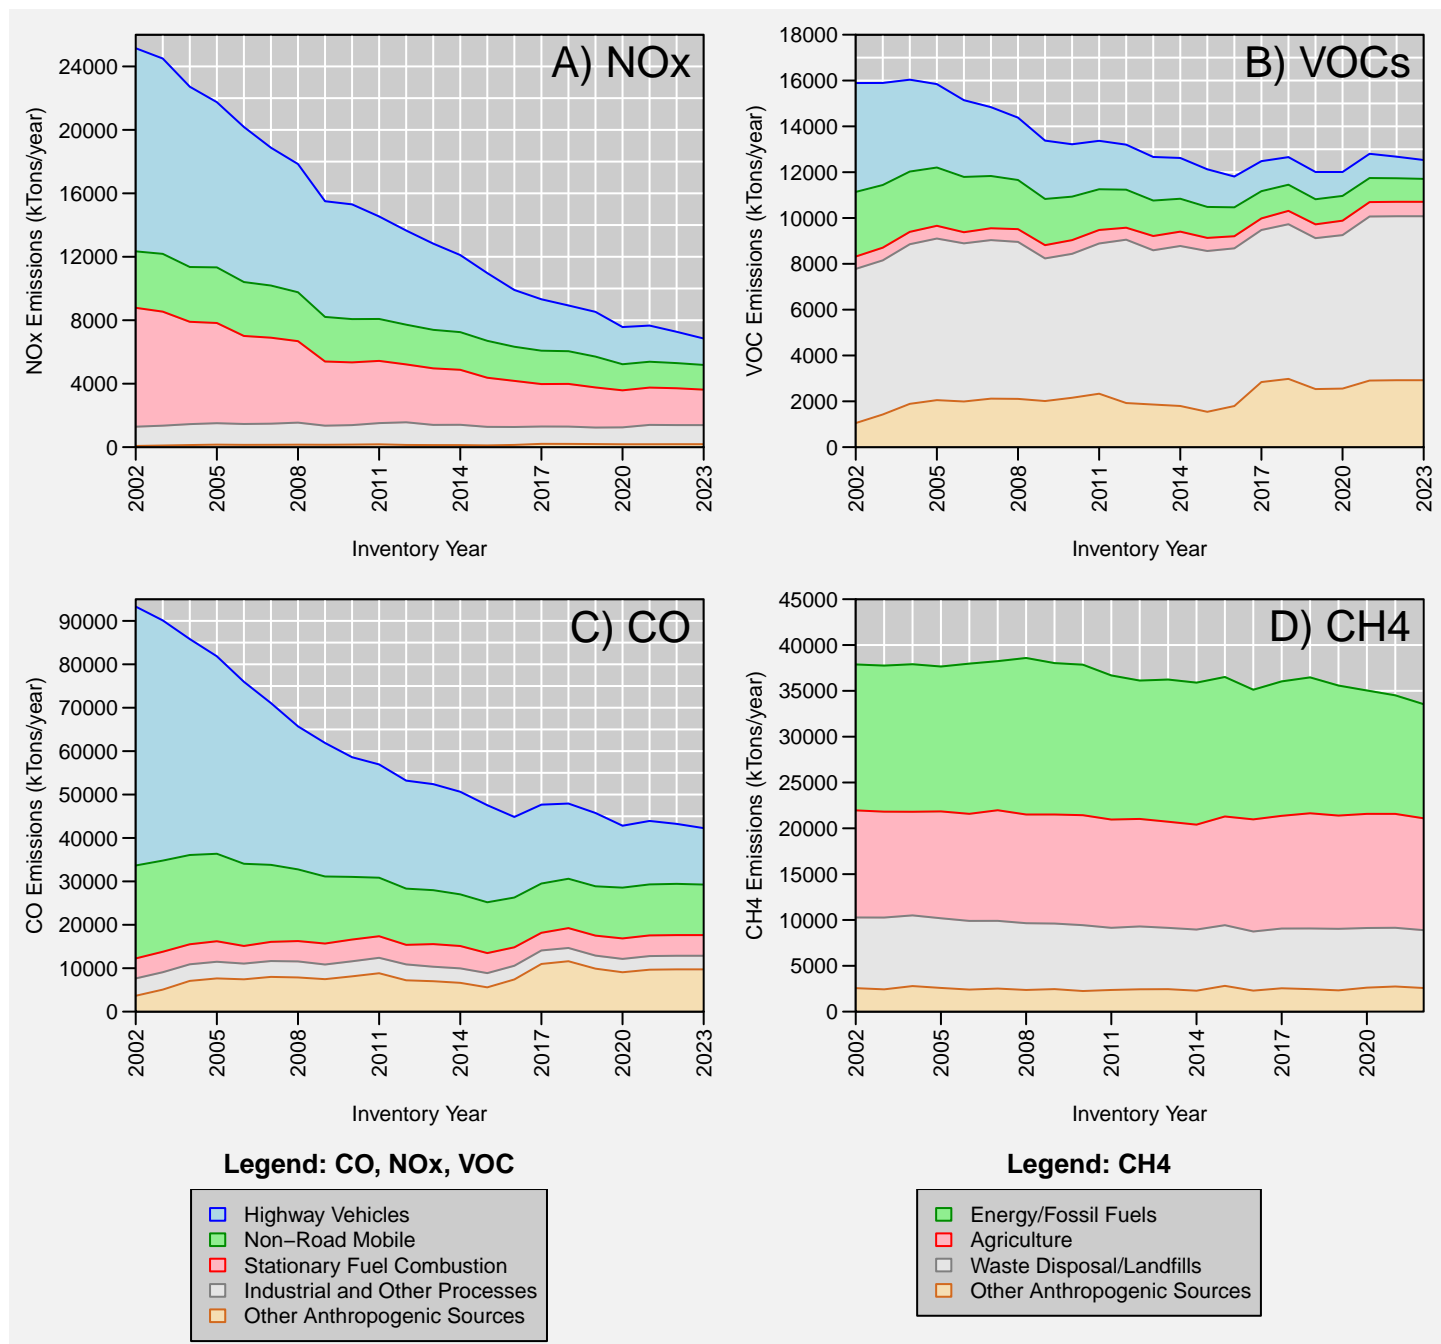 A) NOx
NOx Emissions (kTons/year)
24000
20000
16000
12000
8000
4000
0
2002
2005
2008
2011
2014
2017
2020
2023
Inventory Year
B) VOCs
VOC Emissions (kTons/year)
18000
16000
14000
12000
10000
8000
6000
4000
2000
0
2002
2005
2008
2011
2014
2017
2020
2023
Inventory Year
C) CO
CO Emissions (kTons/year)
90000
80000
70000
60000
50000
40000
30000
20000
10000
0
2002
2005
2008
2011
2014
2017
2020
2023
Inventory Year
D) CH4
CH4 Emissions (kTons/year)
45000
40000
35000
30000
25000
20000
15000
10000
5000
0
2002
2005
2008
2011
2014
2017
2020
Inventory Year
Legend: CO, NOx, VOC
Highway Vehicles
Non−Road Mobile
Stationary Fuel Combustion
Industrial and Other Processes
Other Anthropogenic Sources
Legend: CH4
Energy/Fossil Fuels
Agriculture
Waste Disposal/Landfills
Other Anthropogenic Sources